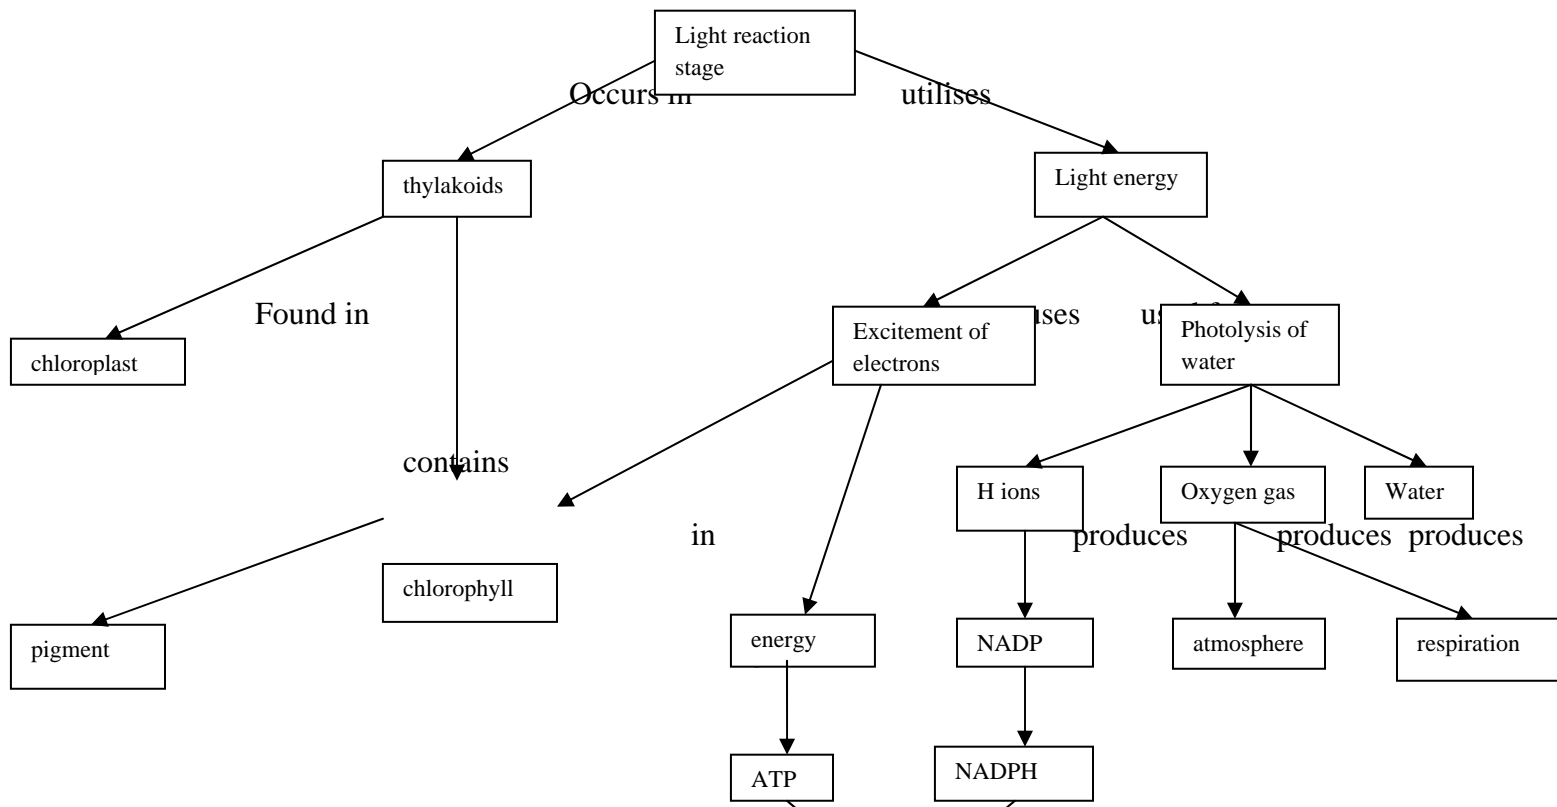 Light reaction
stage
Occurs in
utilises
thylakoids
Light energy
Found in
Excitement of
electrons
uses
Photolysis of
water
chloroplast
contains
H ions
Oxygen gas
Water
in
produces
produces
produces
chlorophyll
pigment
energy
NADP
atmosphere
respiration
ATP
NADPH